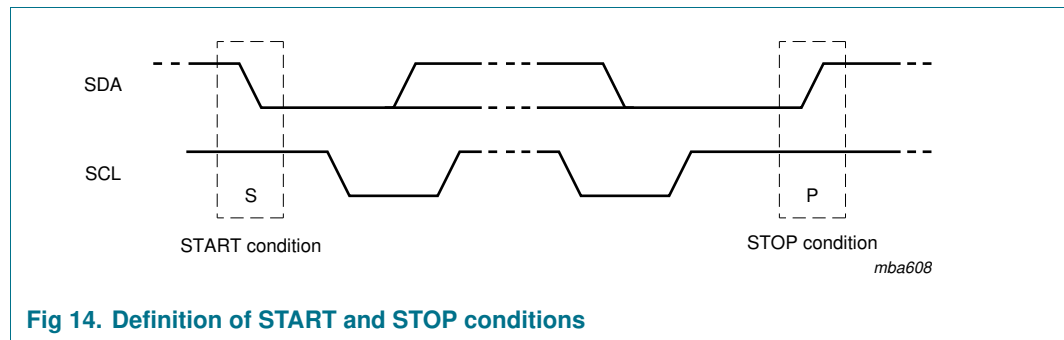 SDA
SCL
S
P
START condition
STOP condition
mba608
Fig 14. Definition of START and STOP conditions